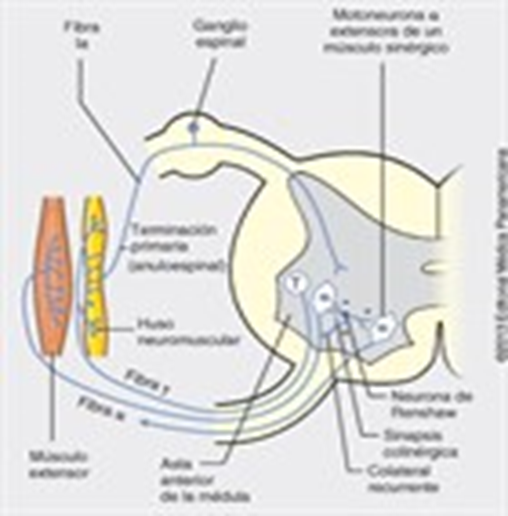 Fibra
Ia
Ganglio
espinal
Motoneurona α
extensora de un
músculo sinérgico
Terminación
primaria
(anuloespinal)
Huso
neuromuscular
Fibra γ
Fibra α
Músculo
extensor
Asta
anterior
de la médula
Neurona de
Renshaw
Sinapsis
colinérgica
Colateral
recurrente
γ
α
α
-
-
©2013 Editorial Médica Panamericana